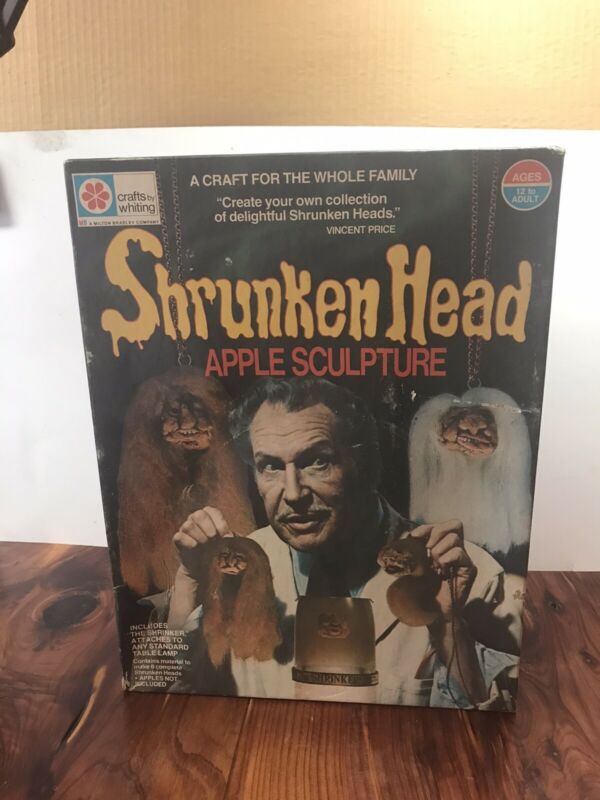 crafts by
whiting
MB A MILTON BRADLEY COMPANY
A CRAFT FOR THE WHOLE FAMILY
"Create your own collection
of delightful Shrunken Heads."
VINCENT PRICE
AGES
12 to
ADULT
Shrunken Head
APPLE SCULPTURE
INCLUDES
"THE SHRINKER"
ATTACHES TO
ANY STANDARD
TABLE LAMP
Contains material to
make 6 complete
Shrunken Heads
• APPLES NOT
INCLUDED
SHRINKER